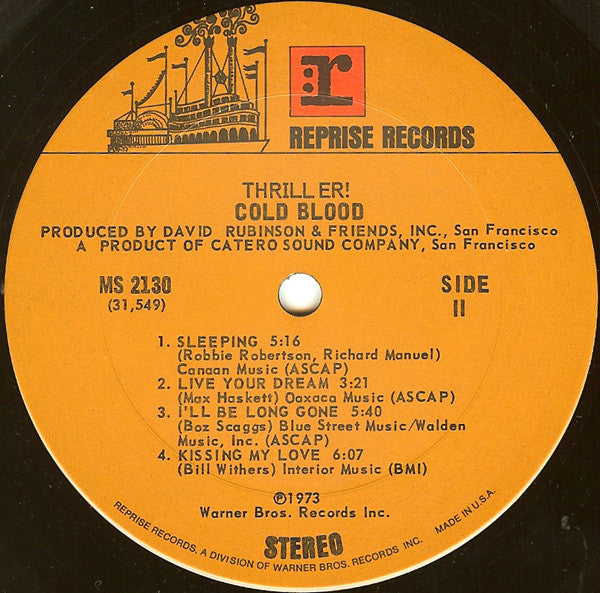 :r
REPRISE RECORDS
THRILLER!
COLD BLOOD
PRODUCED BY DAVID RUBINSON & FRIENDS, INC., San Francisco
A PRODUCT OF CATERO SOUND COMPANY, San Francisco
MS 2130
(31,549)
SIDE
II
1. SLEEPING 5:16
(Robbie Robertson, Richard Manuel)
Canaan Music (ASCAP)
2. LIVE YOUR DREAM 3:21
(Max Haskett) Oaxaca Music (ASCAP)
3. I'LL BE LONG GONE 5:40
(Boz Scaggs) Blue Street Music/Walden
Music, Inc. (ASCAP)
4. KISSING MY LOVE 6:07
(Bill Withers) Interior Music (BMI)
℗1973
Warner Bros. Records Inc.
STEREO
REPRISE RECORDS, A DIVISION OF WARNER BROS. RECORDS INC. MADE IN U.S.A.